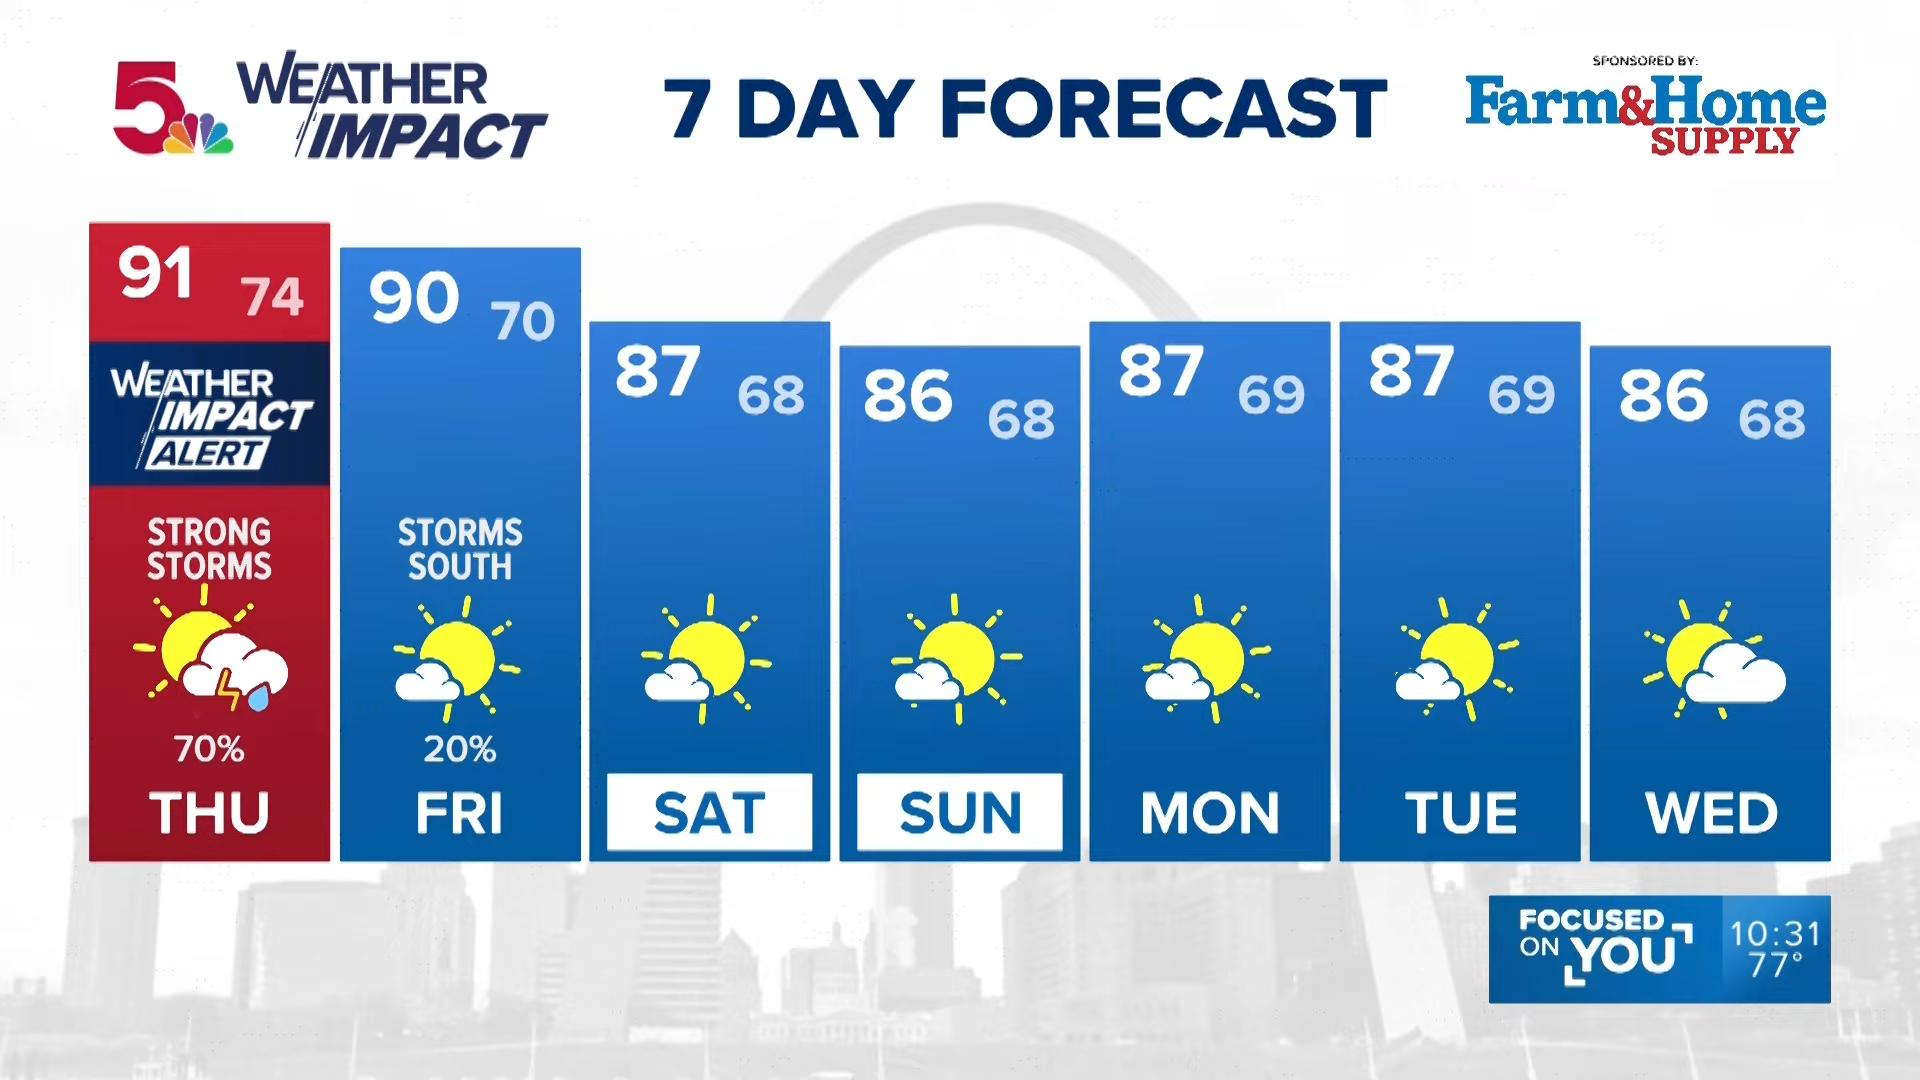 5 WEATHER IMPACT
7 DAY FORECAST
SPONSORED BY:
Farm&Home
SUPPLY
91 74
WEATHER
IMPACT
ALERT
STRONG
STORMS
70%
THU
90 70
STORMS
SOUTH
20%
FRI
87 68
SAT
86 68
SUN
87 69
MON
87 69
TUE
86 68
WED
FOCUSED
ON YOU
10:31
77°